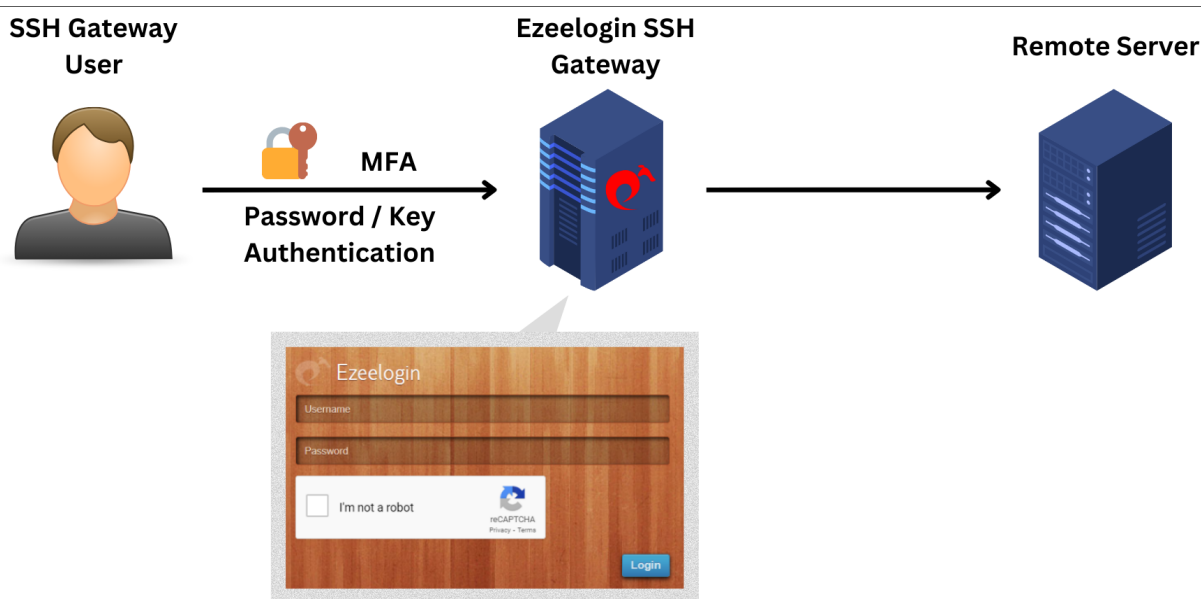 SSH Gateway
User
Ezeelogin SSH
Gateway
Remote Server
MFA
Password / Key
Authentication
Ezeelogin
Username
Password
I'm not a robot
reCAPTCHA
Privacy - Terms
Login